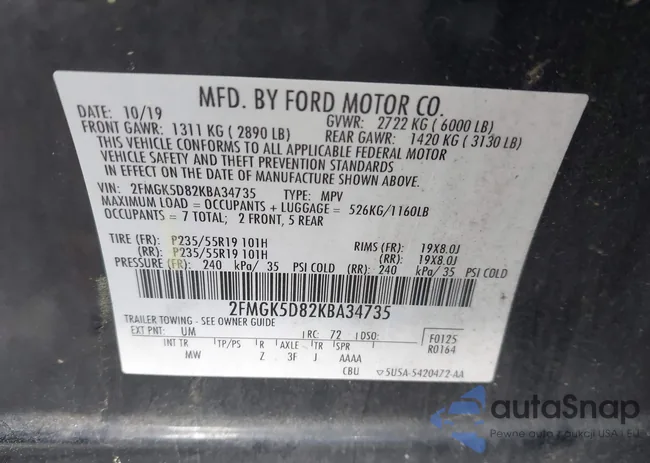 MFD. BY FORD MOTOR CO.
DATE: 10/19 GVWR: 2722 KG ( 6000 LB)
FRONT GAWR: 1311 KG ( 2890 LB) REAR GAWR: 1420 KG ( 3130 LB)
THIS VEHICLE CONFORMS TO ALL APPLICABLE FEDERAL MOTOR
VEHICLE SAFETY AND THEFT PREVENTION STANDARDS
IN EFFECT ON THE DATE OF MANUFACTURE SHOWN ABOVE.
VIN: 2FMGK5D82KBA34735 TYPE: MPV
MAXIMUM LOAD = OCCUPANTS + LUGGAGE = 526KG/1160LB
OCCUPANTS = 7 TOTAL; 2 FRONT, 5 REAR
TIRE (FR): P235/55R19 101H RIMS (FR): 19X8.0J
(RR): P235/55R19 101H (RR): 19X8.0J
PRESSURE (FR): 240 kPa/ 35 PSI COLD (RR): 240 kPa/ 35 PSI COLD
2FMGK5D82KBA34735
TRAILER TOWING - SEE OWNER GUIDE
EXT PNT: UM RC: 72 DSO: F0125
INT TR TP/PS R AXLE TR SPR R0164
MW Z 3F J AAAA
CBU 5USA-5420472-AA
autoSnap
Pewne auto z aukcji USA i EU